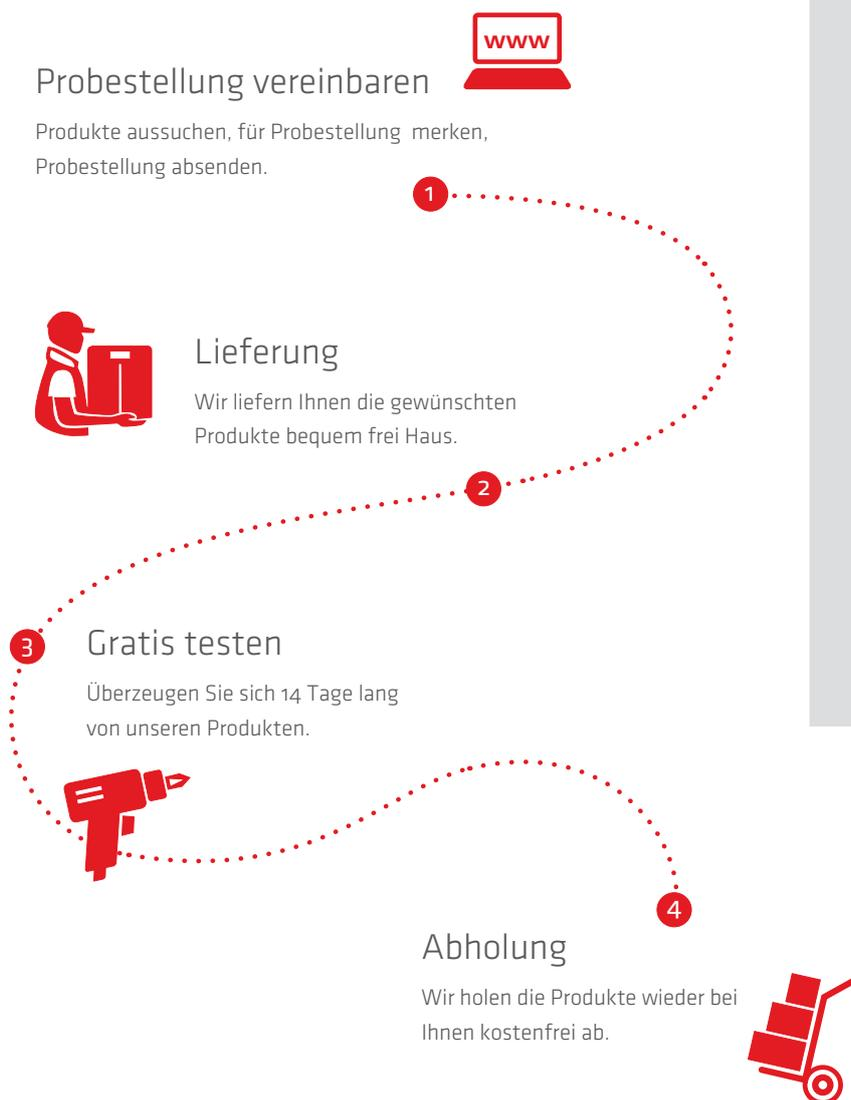 www
Probestellung vereinbaren
Produkte aussuchen, für Probestellung merken,
Probestellung absenden.
1
Lieferung
Wir liefern Ihnen die gewünschten
Produkte bequem frei Haus.
2
3
Gratis testen
Überzeugen Sie sich 14 Tage lang
von unseren Produkten.
4
Abholung
Wir holen die Produkte wieder bei
Ihnen kostenfrei ab.